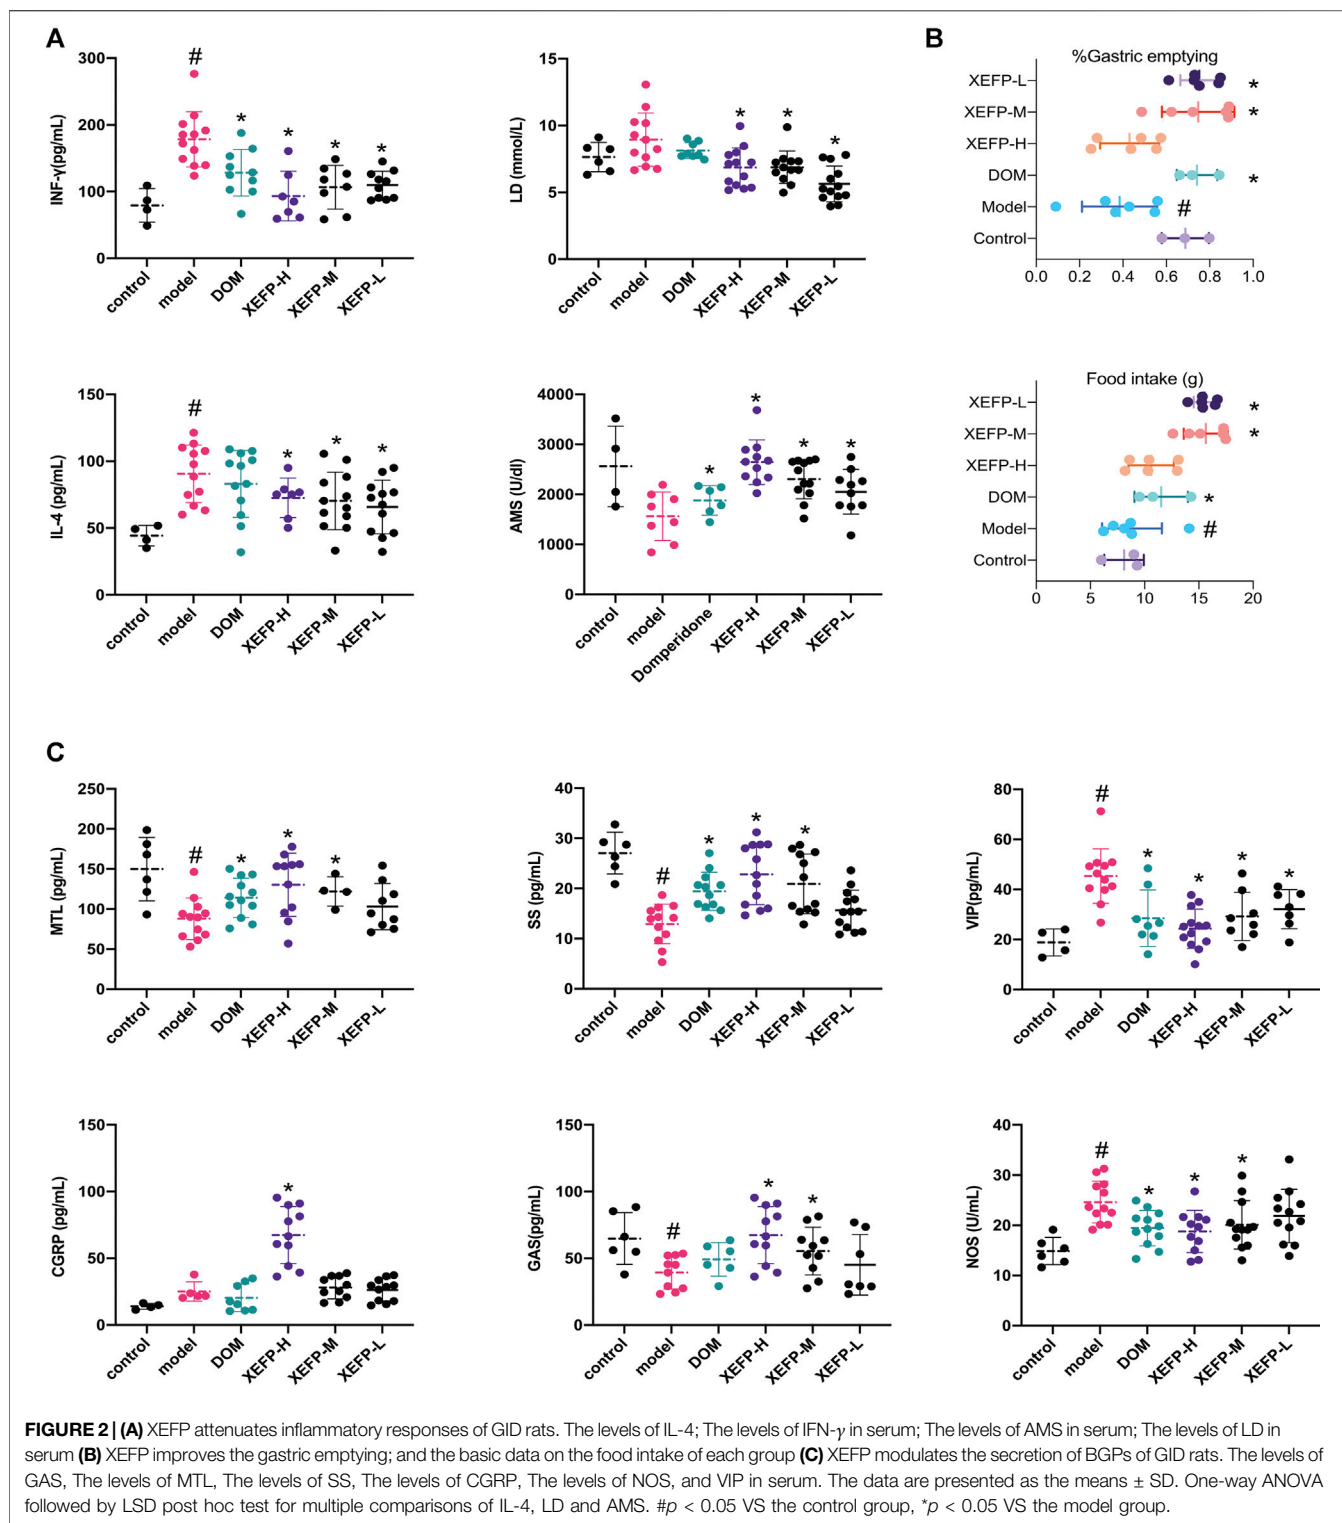 A
B
300
200
100
0
INF-γ(pg/mL)
#
*
*
*
*
control
model
DOM
XEFP-H
XEFP-M
XEFP-L
15
10
5
0
LD (mmol/L)
*
*
*
control
model
DOM
XEFP-H
XEFP-M
XEFP-L
%Gastric emptying
XEFP-L
*
XEFP-M
*
XEFP-H
DOM
*
Model
#
Control
0.0
0.2
0.4
0.6
0.8
1.0
150
100
50
0
IL-4 (pg/mL)
#
*
*
*
control
model
DOM
XEFP-H
XEFP-M
XEFP-L
4000
3000
2000
1000
0
AMS (U/dl)
*
*
*
*
control
model
Domperidone
XEFP-H
XEFP-M
XEFP-L
Food intake (g)
XEFP-L
*
XEFP-M
*
XEFP-H
DOM
*
Model
#
Control
0
5
10
15
20
C
250
200
150
100
50
0
MTL (pg/mL)
#
*
*
*
control
model
DOM
XEFP-H
XEFP-M
XEFP-L
40
30
20
10
0
SS (pg/mL)
#
*
*
*
control
model
DOM
XEFP-H
XEFP-M
XEFP-L
80
60
40
20
0
VIP(pg/mL)
#
*
*
*
*
control
model
DOM
XEFP-H
XEFP-M
XEFP-L
150
100
50
0
CGRP (pg/mL)
*
control
model
DOM
XEFP-H
XEFP-M
XEFP-L
150
100
50
0
GAS(pg/mL)
#
*
*
control
model
DOM
XEFP-H
XEFP-M
XEFP-L
40
30
20
10
0
NOS (U/mL)
#
*
*
*
control
model
DOM
XEFP-H
XEFP-M
XEFP-L
FIGURE 2 | (A) XEFP attenuates inflammatory responses of GID rats. The levels of IL-4; The levels of IFN-γ in serum; The levels of AMS in serum; The levels of LD in
serum (B) XEFP improves the gastric emptying; and the basic data on the food intake of each group (C) XEFP modulates the secretion of BGPs of GID rats. The levels of
GAS, The levels of MTL, The levels of SS, The levels of CGRP, The levels of NOS, and VIP in serum. The data are presented as the means ± SD. One-way ANOVA
followed by LSD post hoc test for multiple comparisons of IL-4, LD and AMS. #p < 0.05 VS the control group, *p < 0.05 VS the model group.